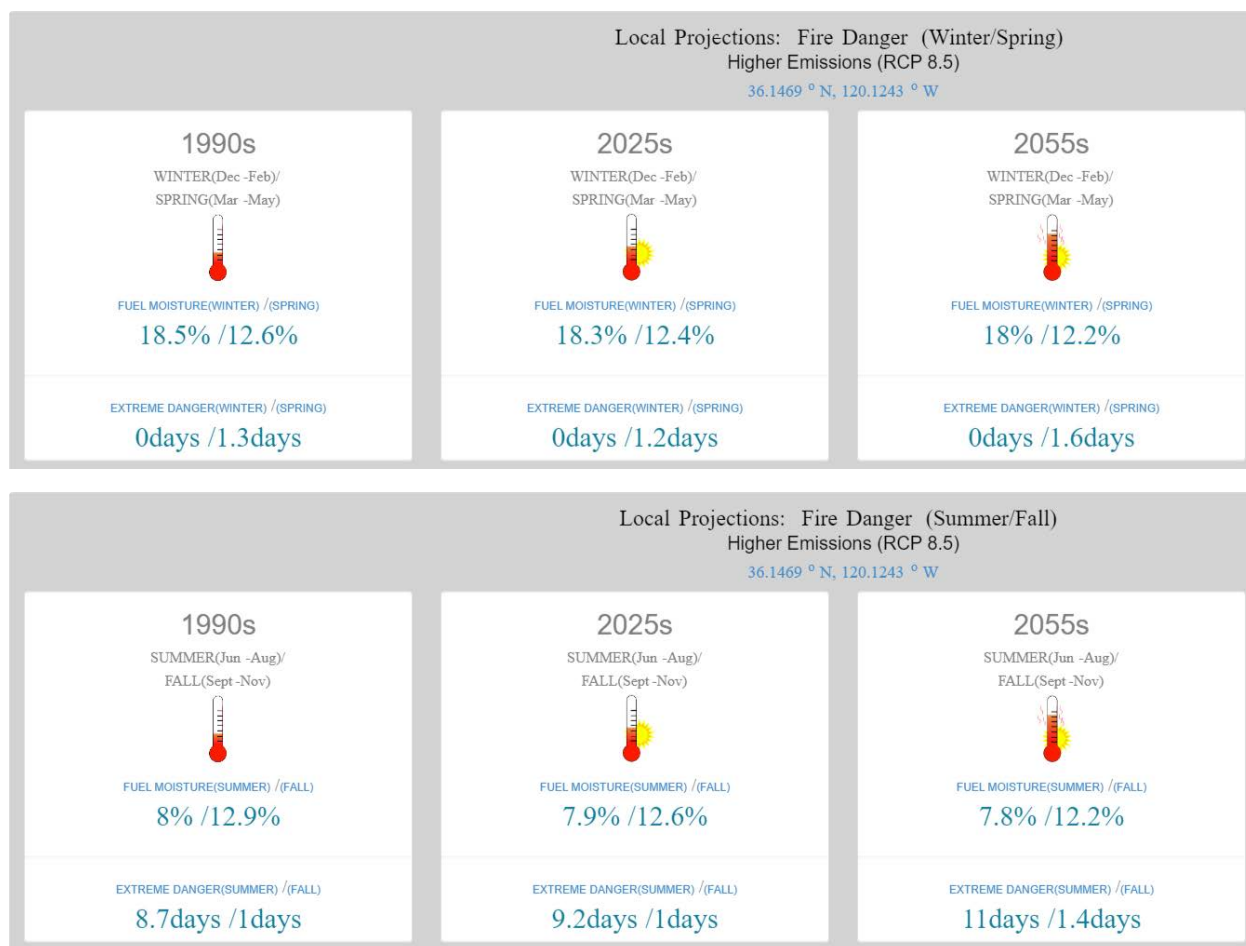 Local Projections: Fire Danger (Winter/Spring)
Higher Emissions (RCP 8.5)
36.1469 ° N, 120.1243 ° W
1990s
WINTER(Dec -Feb)/
SPRING(Mar -May)
FUEL MOISTURE(WINTER) /(SPRING)
18.5% /12.6%
EXTREME DANGER(WINTER) /(SPRING)
0days /1.3days
2025s
WINTER(Dec -Feb)/
SPRING(Mar -May)
FUEL MOISTURE(WINTER) /(SPRING)
18.3% /12.4%
EXTREME DANGER(WINTER) /(SPRING)
0days /1.2days
2055s
WINTER(Dec -Feb)/
SPRING(Mar -May)
FUEL MOISTURE(WINTER) /(SPRING)
18% /12.2%
EXTREME DANGER(WINTER) /(SPRING)
0days /1.6days
Local Projections: Fire Danger (Summer/Fall)
Higher Emissions (RCP 8.5)
36.1469 ° N, 120.1243 ° W
1990s
SUMMER(Jun -Aug)/
FALL(Sept -Nov)
FUEL MOISTURE(SUMMER) /(FALL)
8% /12.9%
EXTREME DANGER(SUMMER) /(FALL)
8.7days /1days
2025s
SUMMER(Jun -Aug)/
FALL(Sept -Nov)
FUEL MOISTURE(SUMMER) /(FALL)
7.9% /12.6%
EXTREME DANGER(SUMMER) /(FALL)
9.2days /1days
2055s
SUMMER(Jun -Aug)/
FALL(Sept -Nov)
FUEL MOISTURE(SUMMER) /(FALL)
7.8% /12.2%
EXTREME DANGER(SUMMER) /(FALL)
11days /1.4days